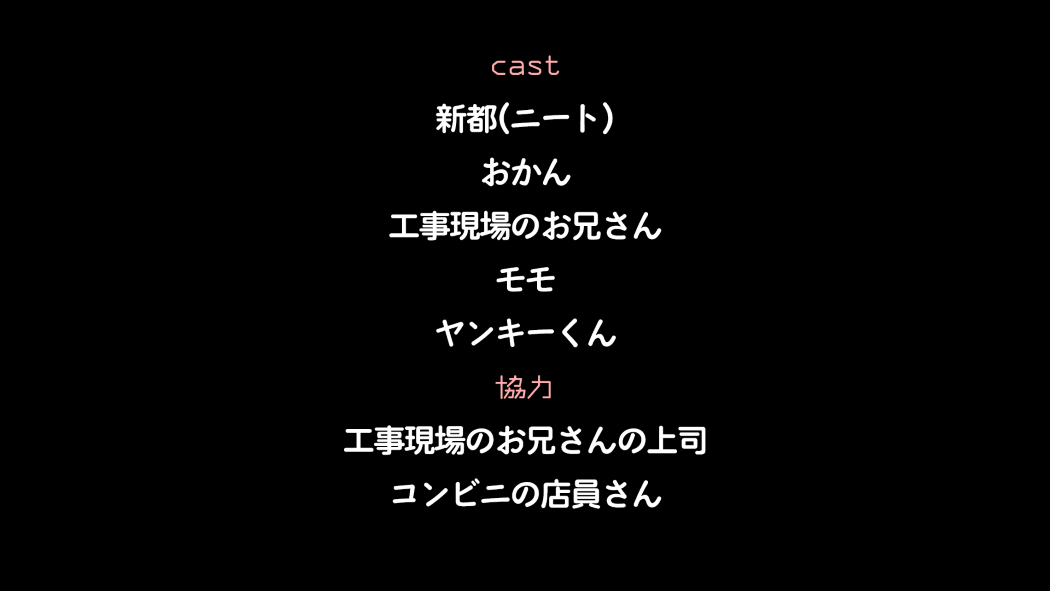 cast
新都(ニート)
おかん
工事現場のお兄さん
モモ
ヤンキーくん
協力
工事現場のお兄さんの上司
コンビニの店員さん